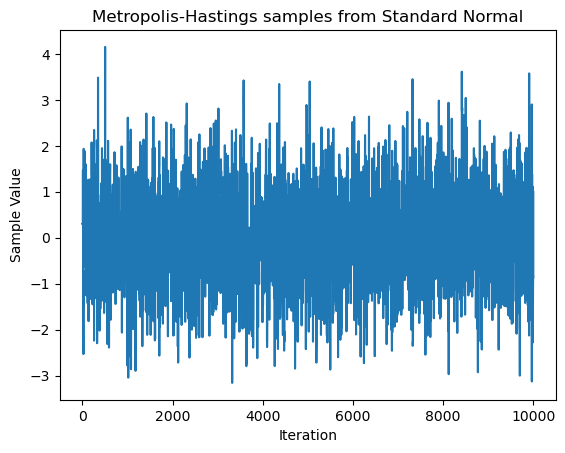 Metropolis-Hastings samples from Standard Normal
Sample Value
4
3
2
1
0
−1
−2
−3
0 2000 4000 6000 8000 10000
Iteration